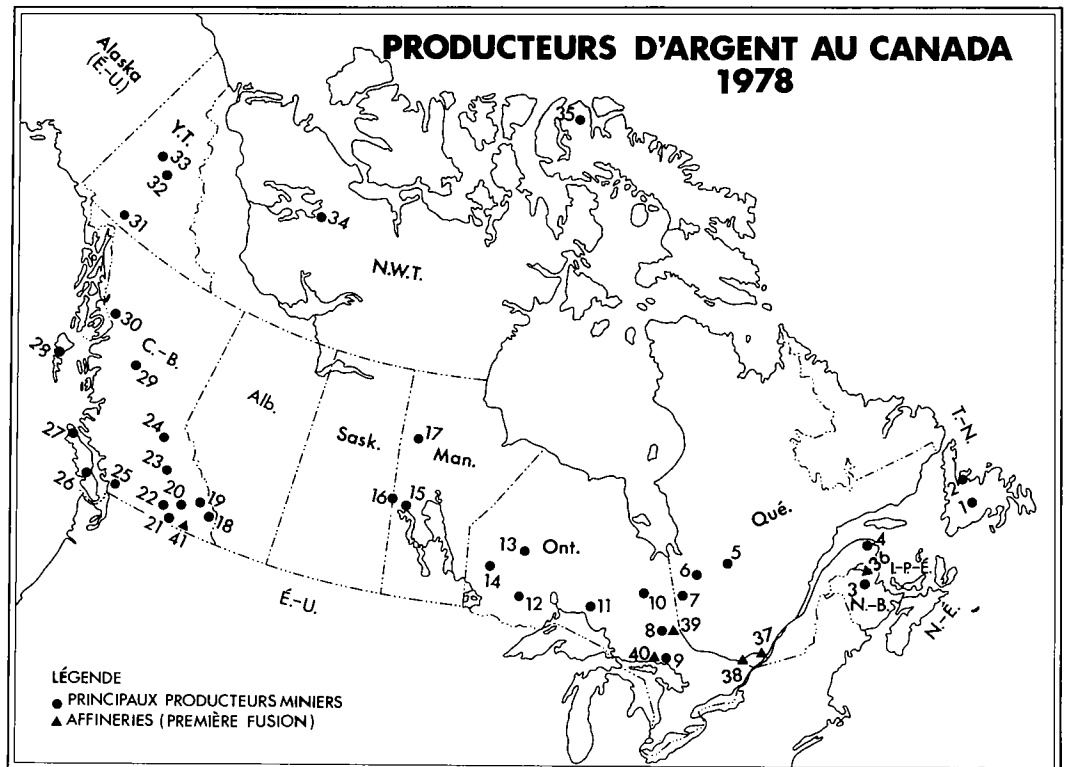 PRODUCTEURS D'ARGENT AU CANADA
1978
Alaska
(É.-U.)
Y.T.
33
32
31
35
34
N.W.T.
30
C.-B.
28
29
Alb.
Sask.
17
Man.
27
24
23
26
25
22
20
19
21
41
18
16
15
T.-N.
2
1
Qué.
13
Ont.
14
12
11
5
6
10
7
4
36
Î.-P.-É.
3
N.-B.
N.-É.
É.-U.
8
39
40
9
37
38
LÉGENDE
● PRINCIPAUX PRODUCTEURS MINIERS
▲ AFFINERIES (PREMIÈRE FUSION)